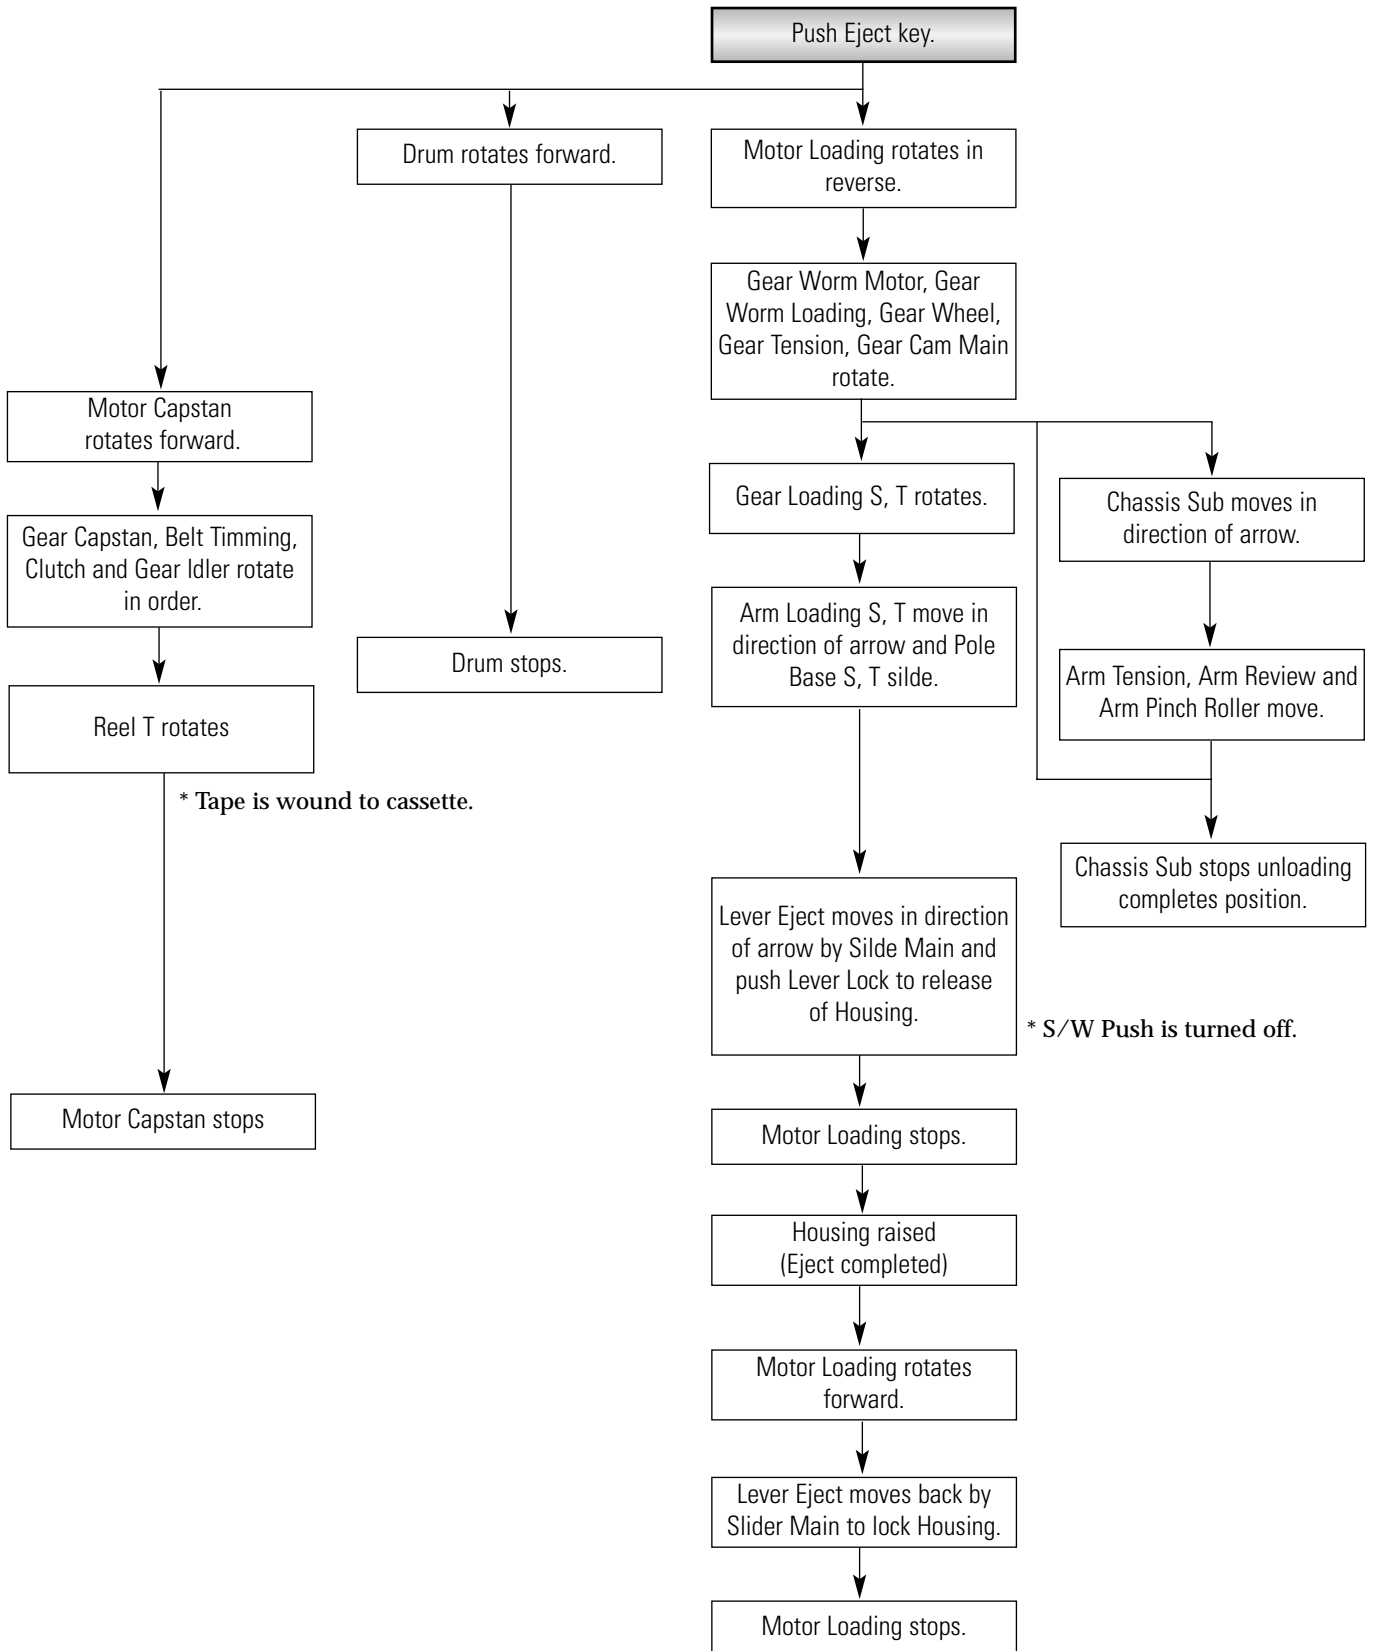 Push Eject key.
Drum rotates forward.
Motor Loading rotates in
reverse.
Gear Worm Motor, Gear
Worm Loading, Gear Wheel,
Gear Tension, Gear Cam Main
rotate.
Motor Capstan
rotates forward.
Gear Loading S, T rotates.
Chassis Sub moves in
direction of arrow.
Gear Capstan, Belt Timming,
Clutch and Gear Idler rotate
in order.
Arm Loading S, T move in
direction of arrow and Pole
Base S, T silde.
Drum stops.
Arm Tension, Arm Review and
Arm Pinch Roller move.
Reel T rotates
* Tape is wound to cassette.
Chassis Sub stops unloading
completes position.
Lever Eject moves in direction
of arrow by Silde Main and
push Lever Lock to release
of Housing.
* S/W Push is turned off.
Motor Capstan stops
Motor Loading stops.
Housing raised
(Eject completed)
Motor Loading rotates
forward.
Lever Eject moves back by
Slider Main to lock Housing.
Motor Loading stops.